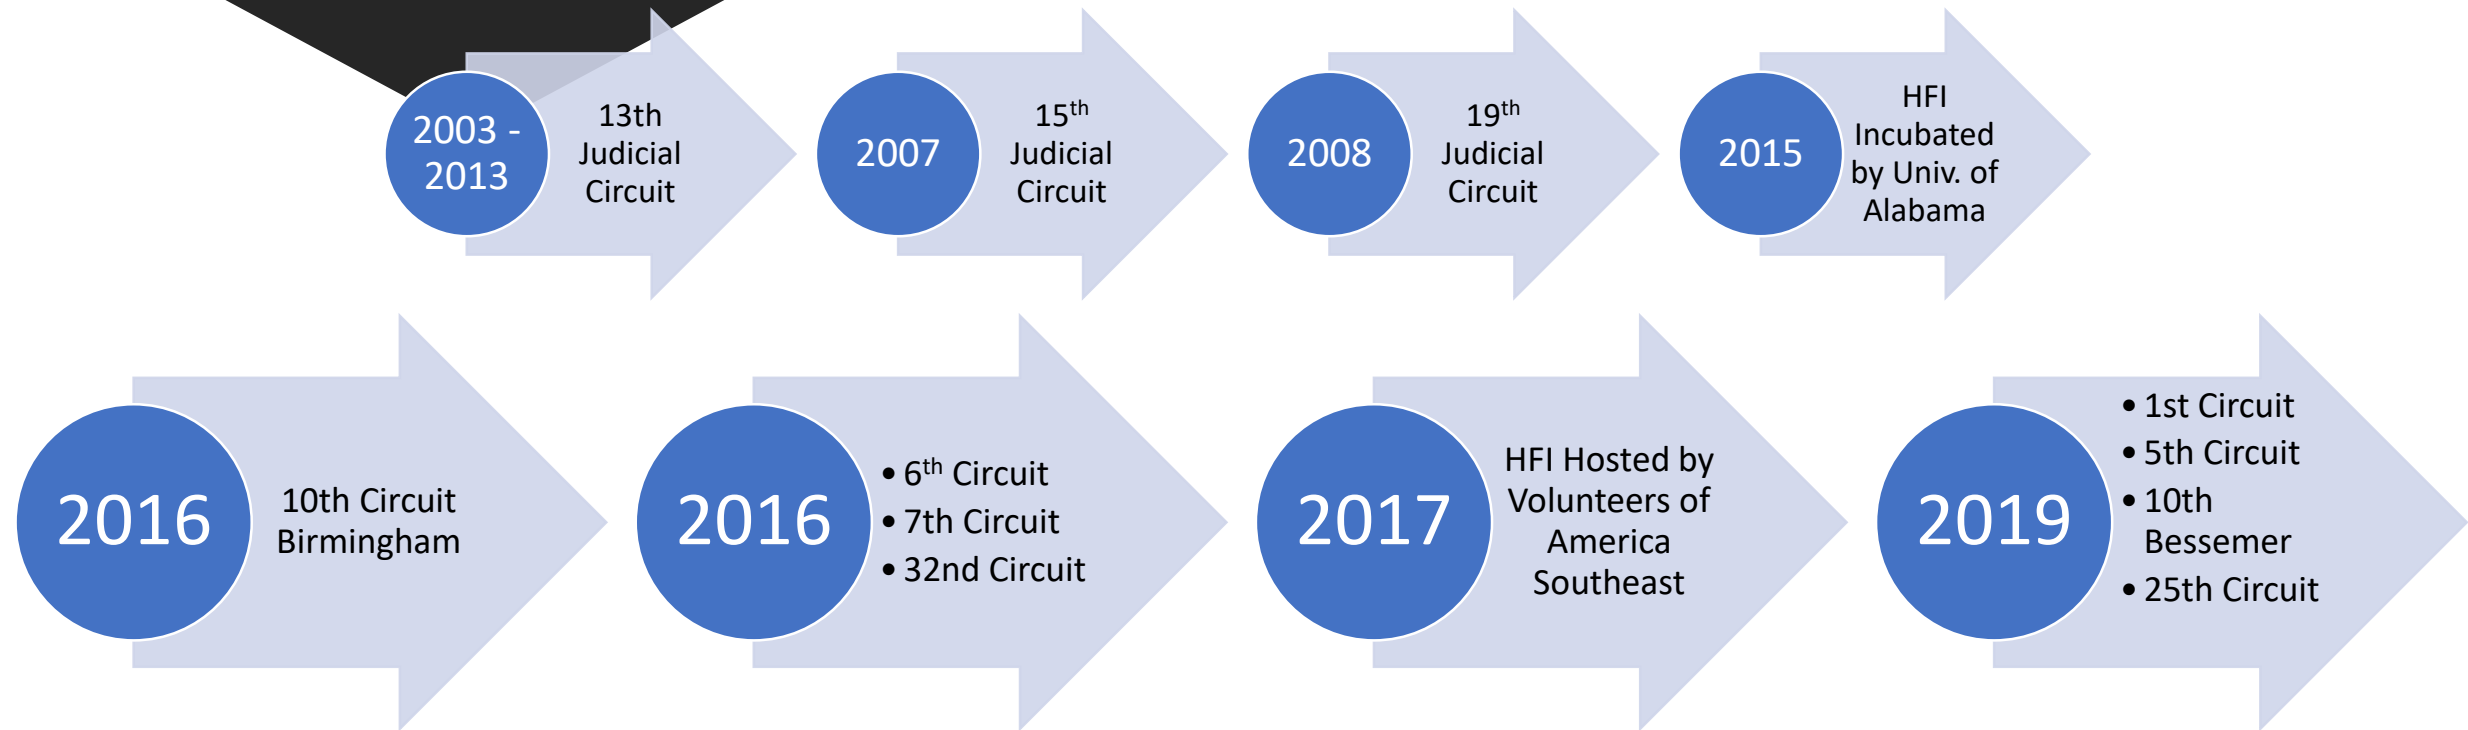 2003 -
2013
13th
Judicial
Circuit
2007
15th
Judicial
Circuit
2008
19th
Judicial
Circuit
2015
HFI
Incubated
by Univ. of
Alabama
2016
10th Circuit
Birmingham
2016
• 6th Circuit
• 7th Circuit
• 32nd Circuit
2017
HFI Hosted by
Volunteers of
America
Southeast
2019
• 1st Circuit
• 5th Circuit
• 10th
Bessemer
• 25th Circuit